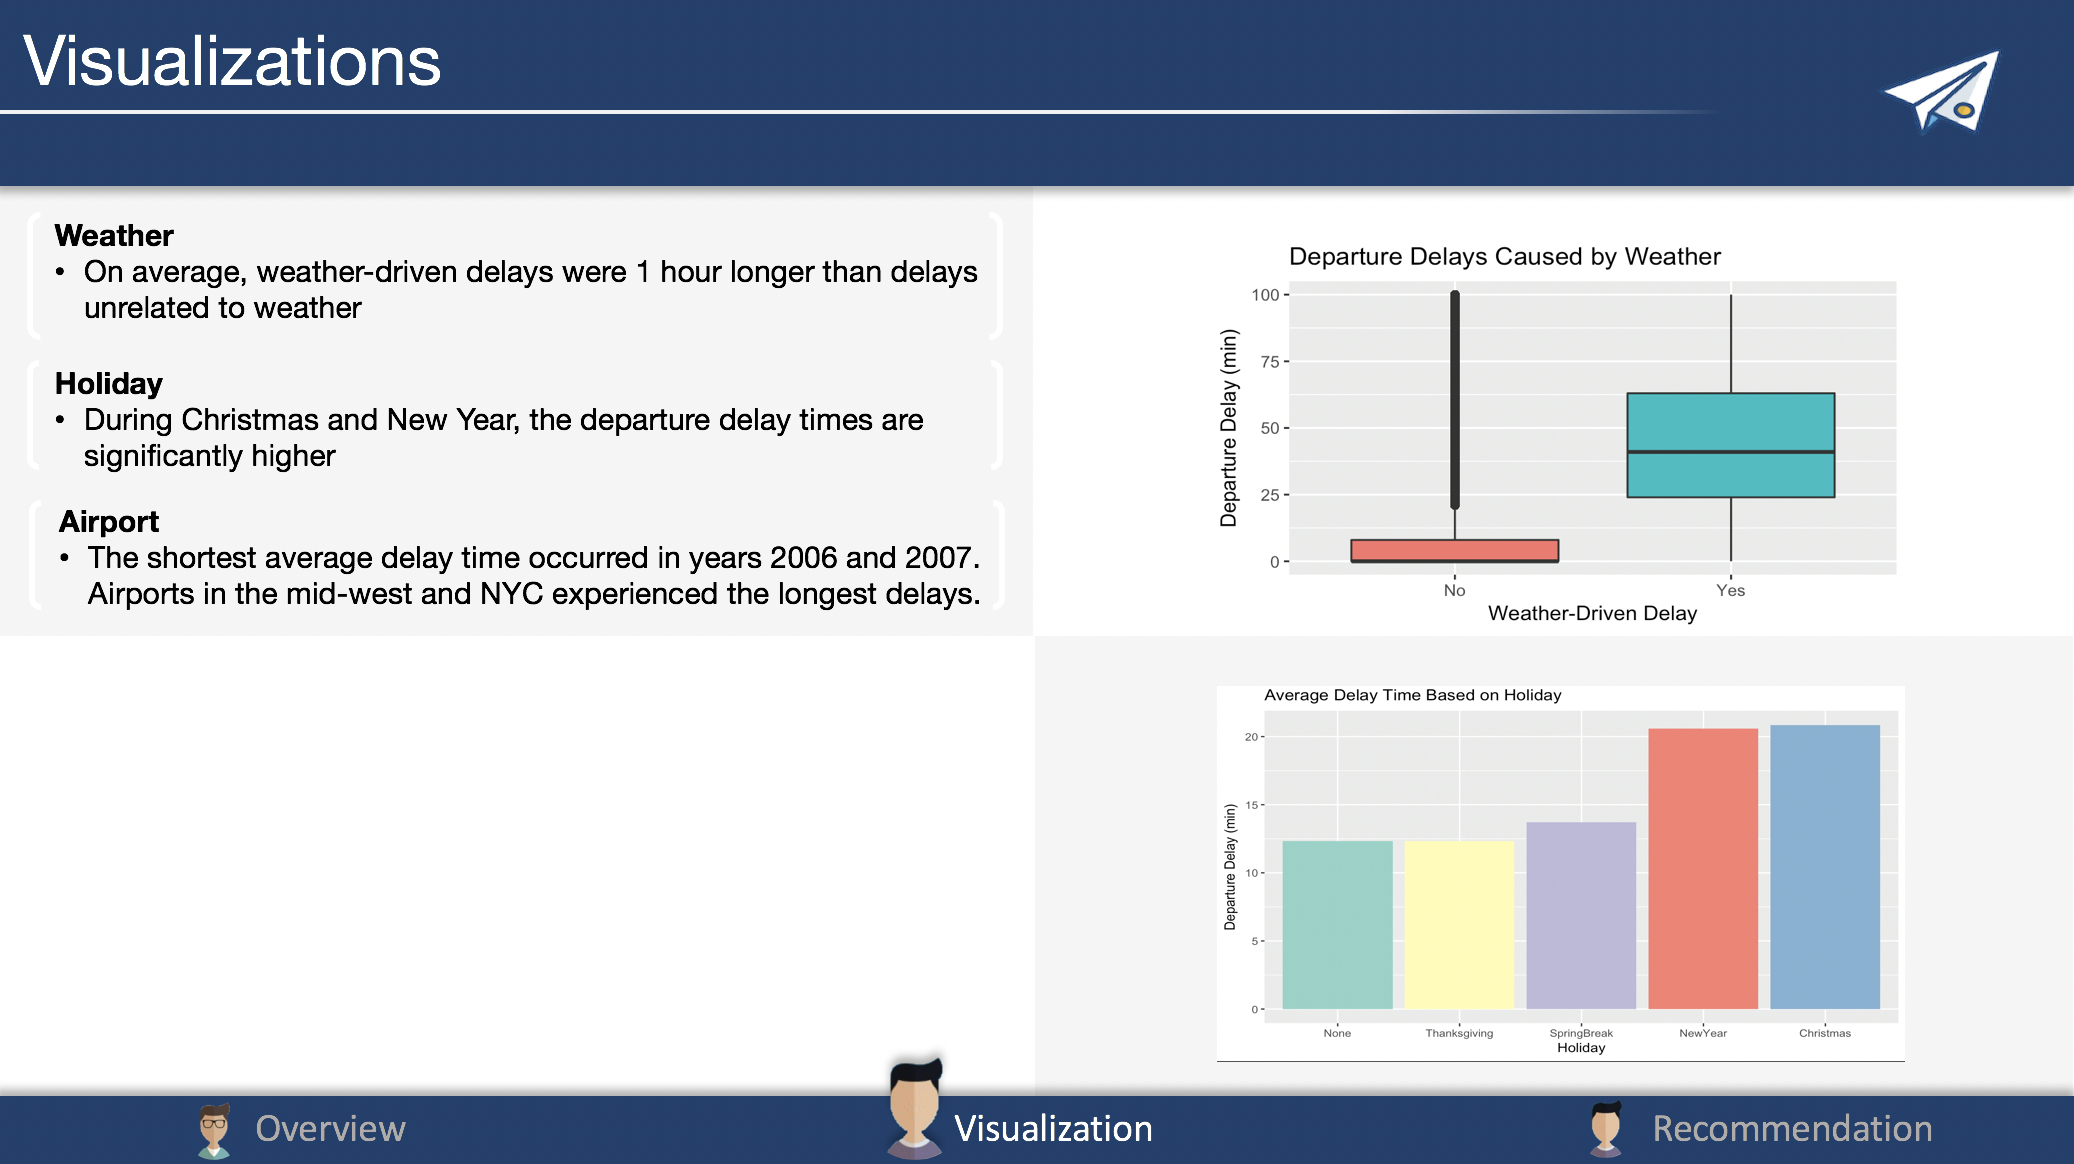 Visualizations
Weather
• On average, weather-driven delays were 1 hour longer than delays
unrelated to weather
Holiday
• During Christmas and New Year, the departure delay times are
significantly higher
Airport
• The shortest average delay time occurred in years 2006 and 2007.
Airports in the mid-west and NYC experienced the longest delays.
Departure Delays Caused by Weather
Departure Delay (min)
100
75
50
25
0
No Yes
Weather-Driven Delay
Average Delay Time Based on Holiday
Departure Delay (min)
20
15
10
5
0
None Thanksgiving SpringBreak NewYear Christmas
Holiday
Overview Visualization Recommendation